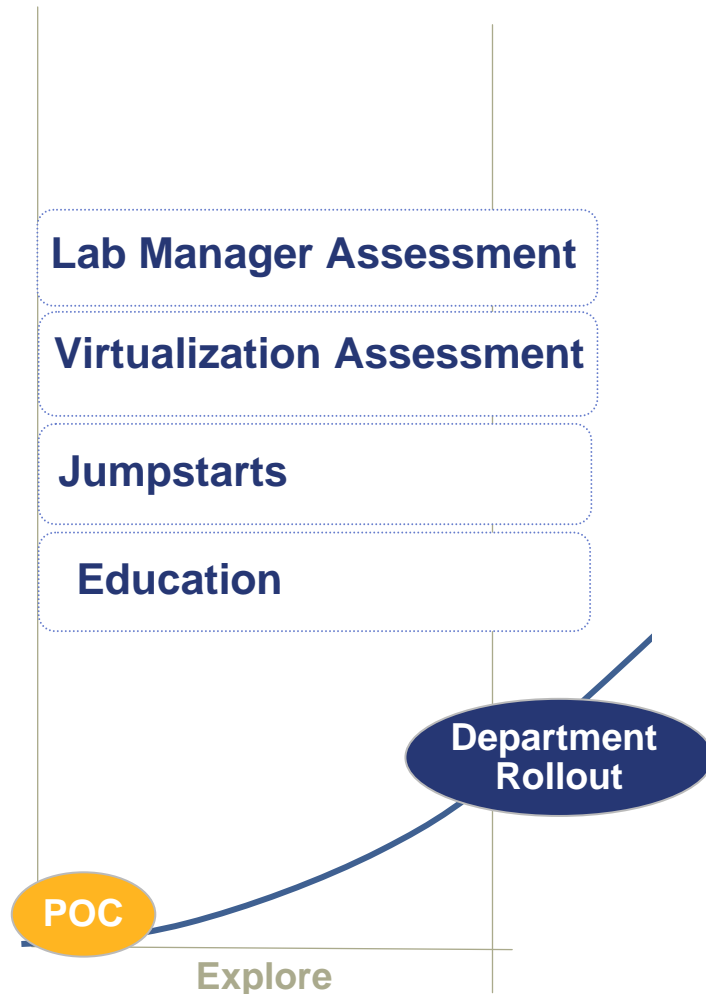 Lab Manager Assessment
Virtualization Assessment
Jumpstarts
Education
Department
Rollout
POC
Explore